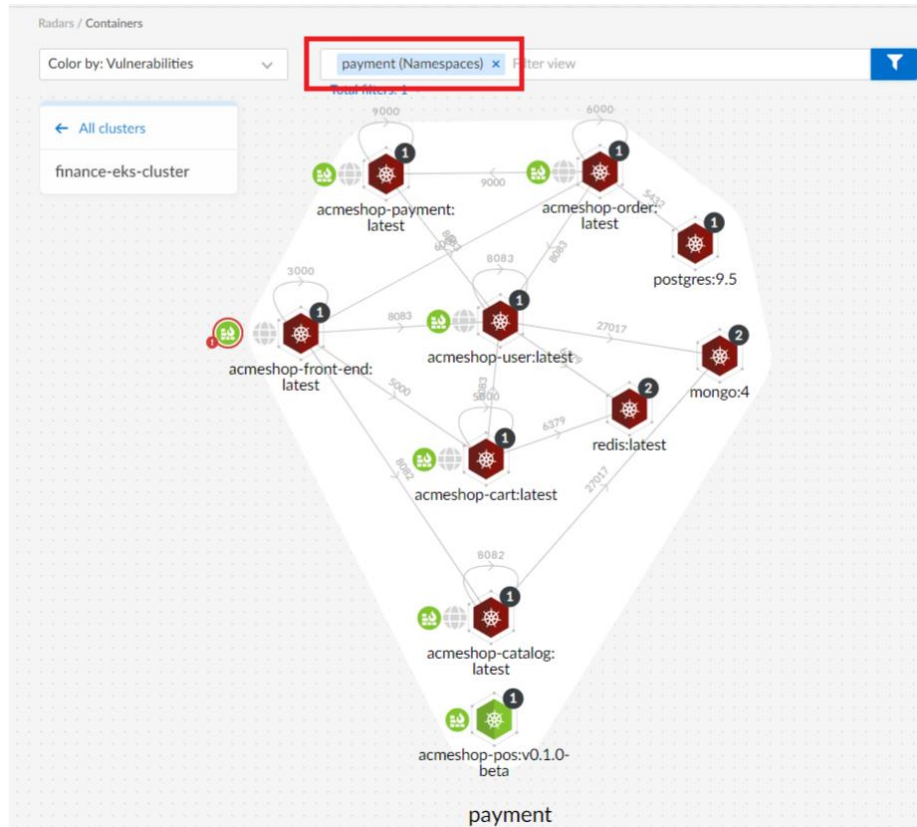 Radars / Containers
Color by: Vulnerabilities
payment (Namespaces) × Filter view
Total filters: 1
← All clusters
finance-eks-cluster
9000
6000
1
1
9000
acmeshop-payment:
latest
acmeshop-order:
latest
5432
1
postgres:9.5
8083
8083
3000
1
8083
1
27017
2
acmeshop-front-end:
latest
acmeshop-user:latest
mongo:4
5000
5000
2
6379
redis:latest
1
acmeshop-cart:latest
8082
27017
8082
1
acmeshop-catalog:
latest
1
acmeshop-pos:v0.1.0-
beta
payment